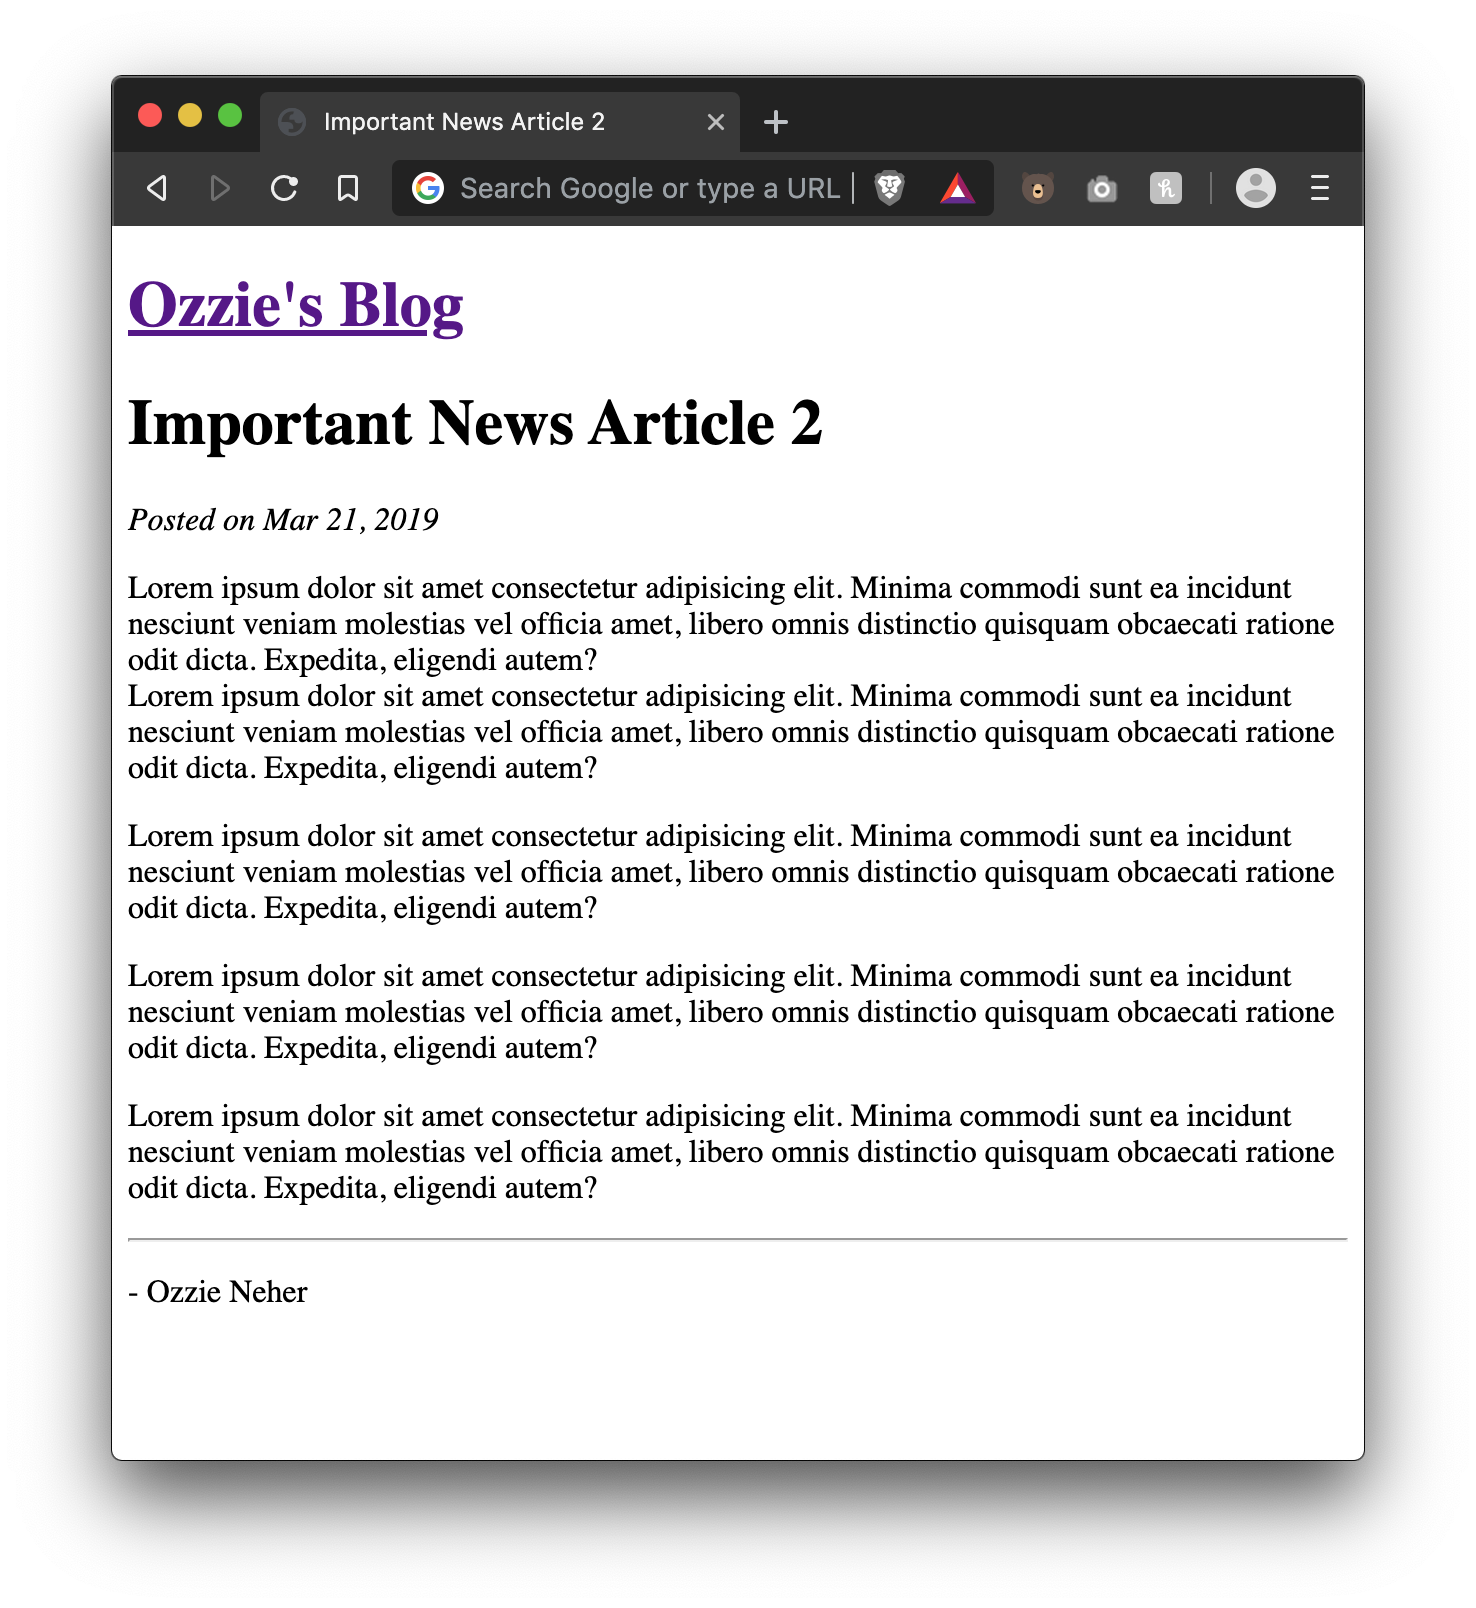 Important News Article 2
Search Google or type a URL
Ozzie's Blog
Important News Article 2
Posted on Mar 21, 2019
Lorem ipsum dolor sit amet consectetur adipisicing elit. Minima commodi sunt ea incidunt
nesciunt veniam molestias vel officia amet, libero omnis distinctio quisquam obcaecati ratione
odit dicta. Expedita, eligendi autem?
Lorem ipsum dolor sit amet consectetur adipisicing elit. Minima commodi sunt ea incidunt
nesciunt veniam molestias vel officia amet, libero omnis distinctio quisquam obcaecati ratione
odit dicta. Expedita, eligendi autem?
Lorem ipsum dolor sit amet consectetur adipisicing elit. Minima commodi sunt ea incidunt
nesciunt veniam molestias vel officia amet, libero omnis distinctio quisquam obcaecati ratione
odit dicta. Expedita, eligendi autem?
Lorem ipsum dolor sit amet consectetur adipisicing elit. Minima commodi sunt ea incidunt
nesciunt veniam molestias vel officia amet, libero omnis distinctio quisquam obcaecati ratione
odit dicta. Expedita, eligendi autem?
Lorem ipsum dolor sit amet consectetur adipisicing elit. Minima commodi sunt ea incidunt
nesciunt veniam molestias vel officia amet, libero omnis distinctio quisquam obcaecati ratione
odit dicta. Expedita, eligendi autem?
- Ozzie Neher